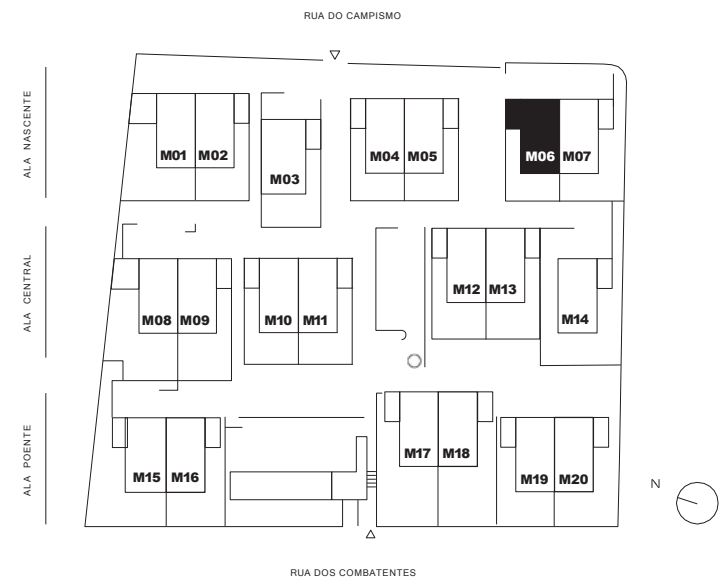 RUA DO CAMPISMO
ALA NASCENTE
M01 M02
M03
M04 M05
M06 M07
ALA CENTRAL
M08 M09
M10 M11
M12 M13
M14
ALA POENTE
M15 M16
M17 M18
M19 M20
N
RUA DOS COMBATENTES